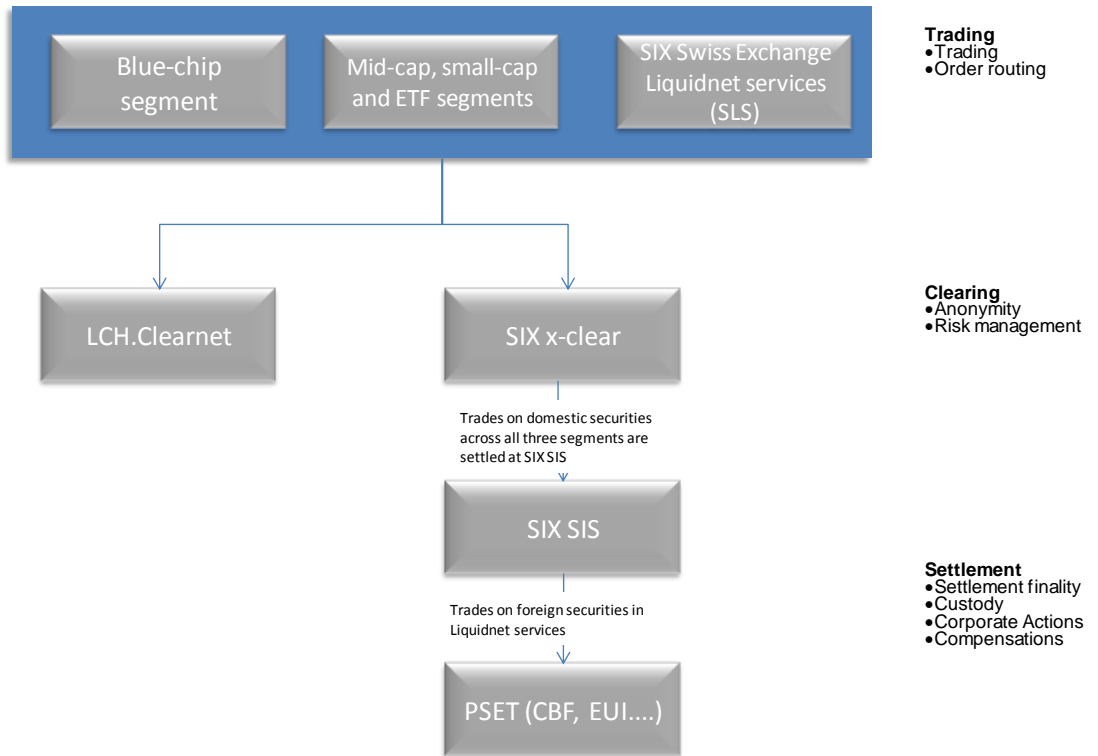 Blue-chip
segment
Mid-cap, small-cap
and ETF segments
SIX Swiss Exchange
Liquidnet services
(SLS)
Trading
•Trading
•Order routing
LCH.Clearnet
SIX x-clear
Clearing
•Anonymity
•Risk management
Trades on domestic securities
across all three segments are
settled at SIX SIS
SIX SIS
Settlement
•Settlement finality
•Custody
•Corporate Actions
•Compensations
Trades on foreign securities in
Liquidnet services
PSET (CBF, EUI....)